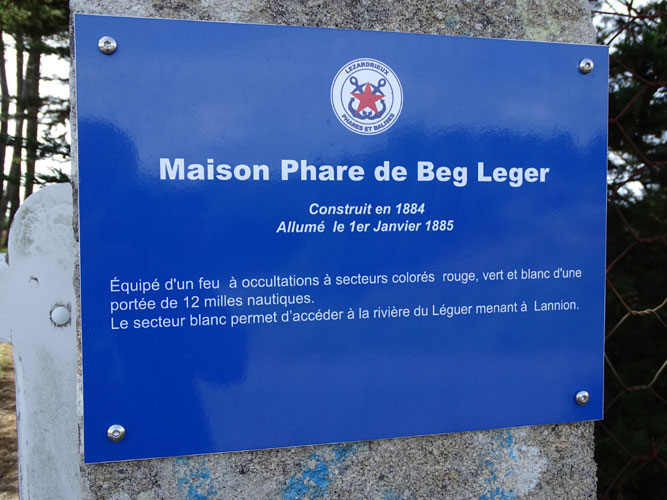 LEZARDRIEUX
PHARES ET BALISES
Maison Phare de Beg Leger
Construit en 1884
Allumé le 1er Janvier 1885
Équipé d'un feu à occultations à secteurs colorés rouge, vert et blanc d'une
portée de 12 milles nautiques.
Le secteur blanc permet d’accéder à la rivière du Léguer menant à Lannion.